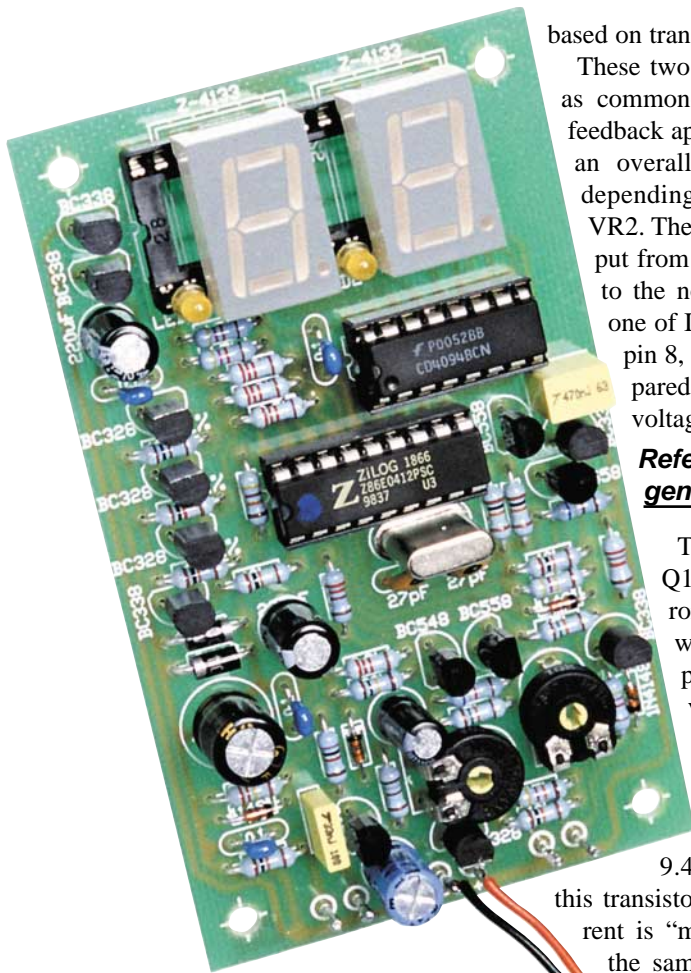 Z-4133
Z-4133
BC338
BC338
220uF
BC328
BC328
BC328
BC338
P0052BB
CD4094BCN
ZiLOG 1866
Z86E0412PSC
9837 U3
27pF
27pF
BC548
BC558
BC338
1N4148
328
based on tran
These two
as common
feedback ap
an overall
depending
VR2. The
put from
to the n
one of
pin 8,
pared
voltag
Refe
gen
T
Q1
ro
w
p
9.4
this transisto
rent is “m
the sam